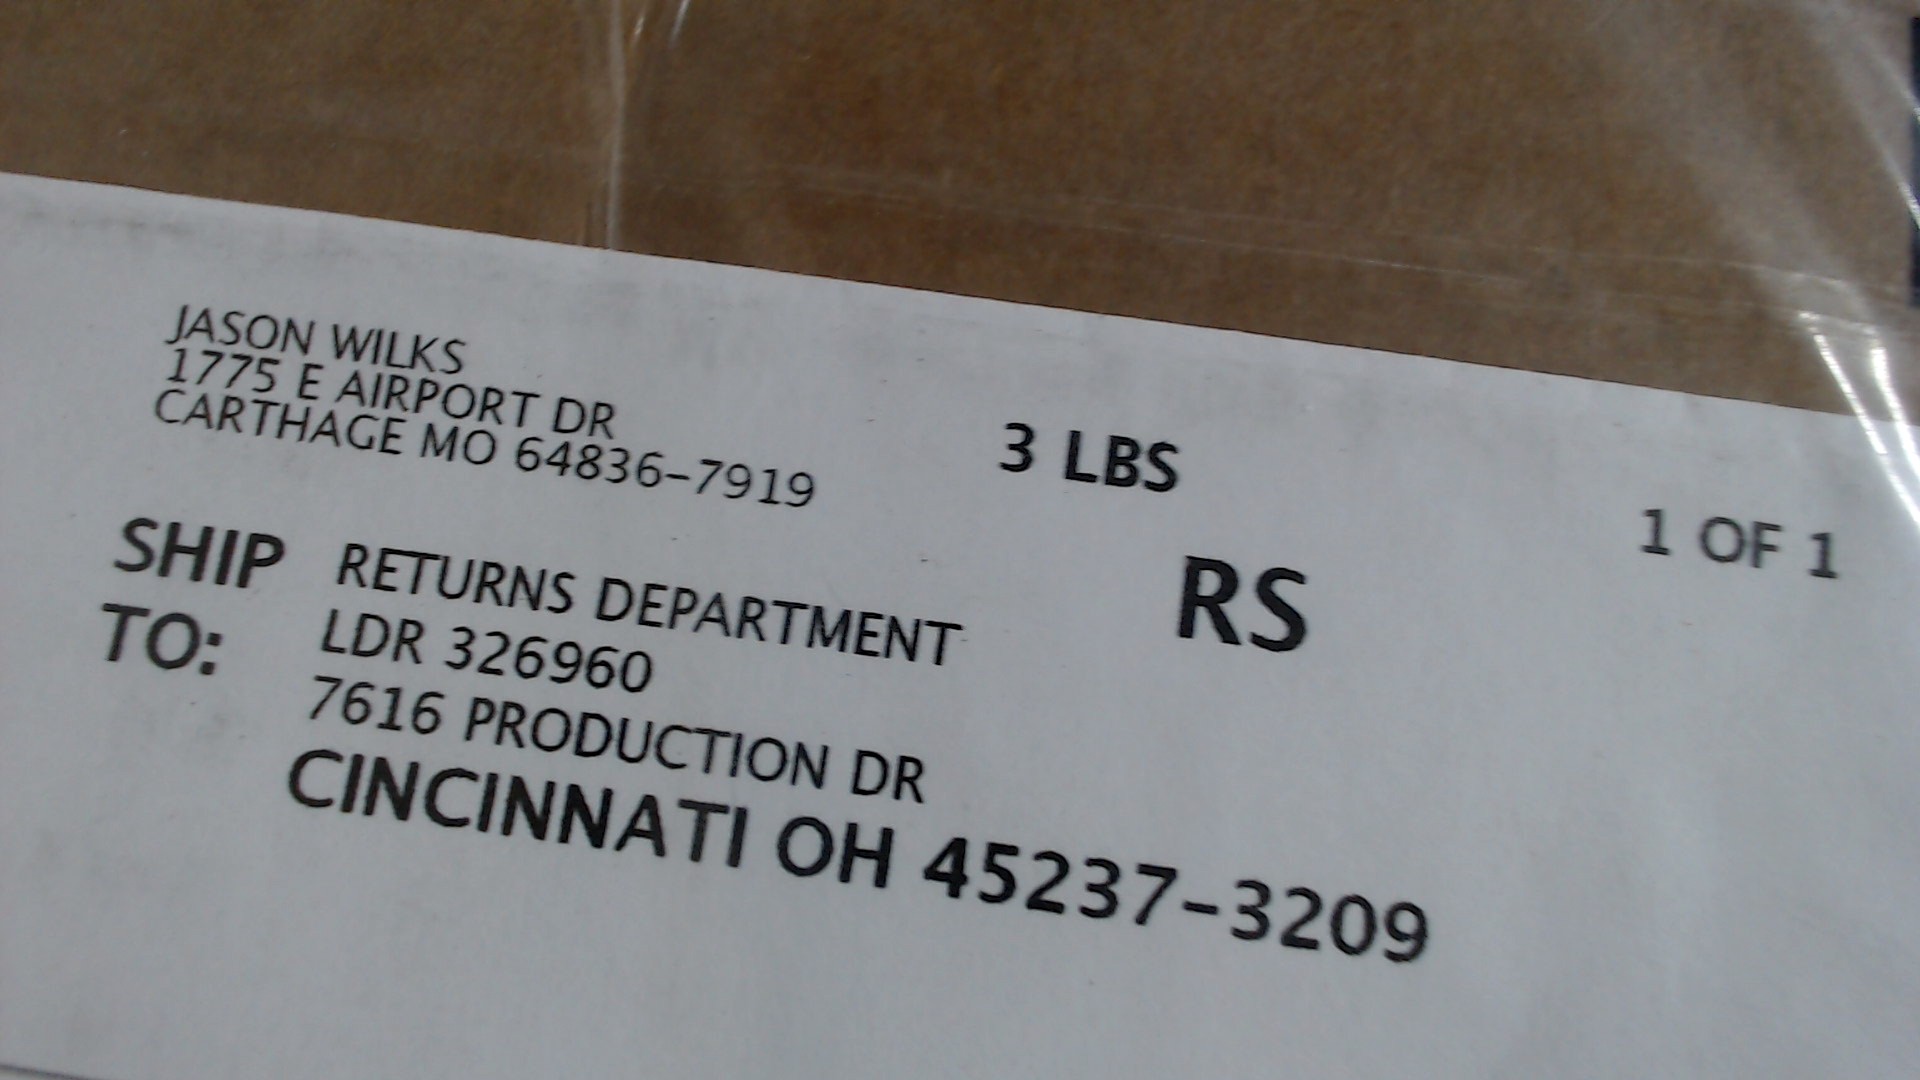 JASON WILKS
1775 E AIRPORT DR
CARTHAGE MO 64836-7919
3 LBS
1 OF 1
RS
SHIP TO:
RETURNS DEPARTMENT
LDR 326960
7616 PRODUCTION DR
CINCINNATI OH 45237-3209